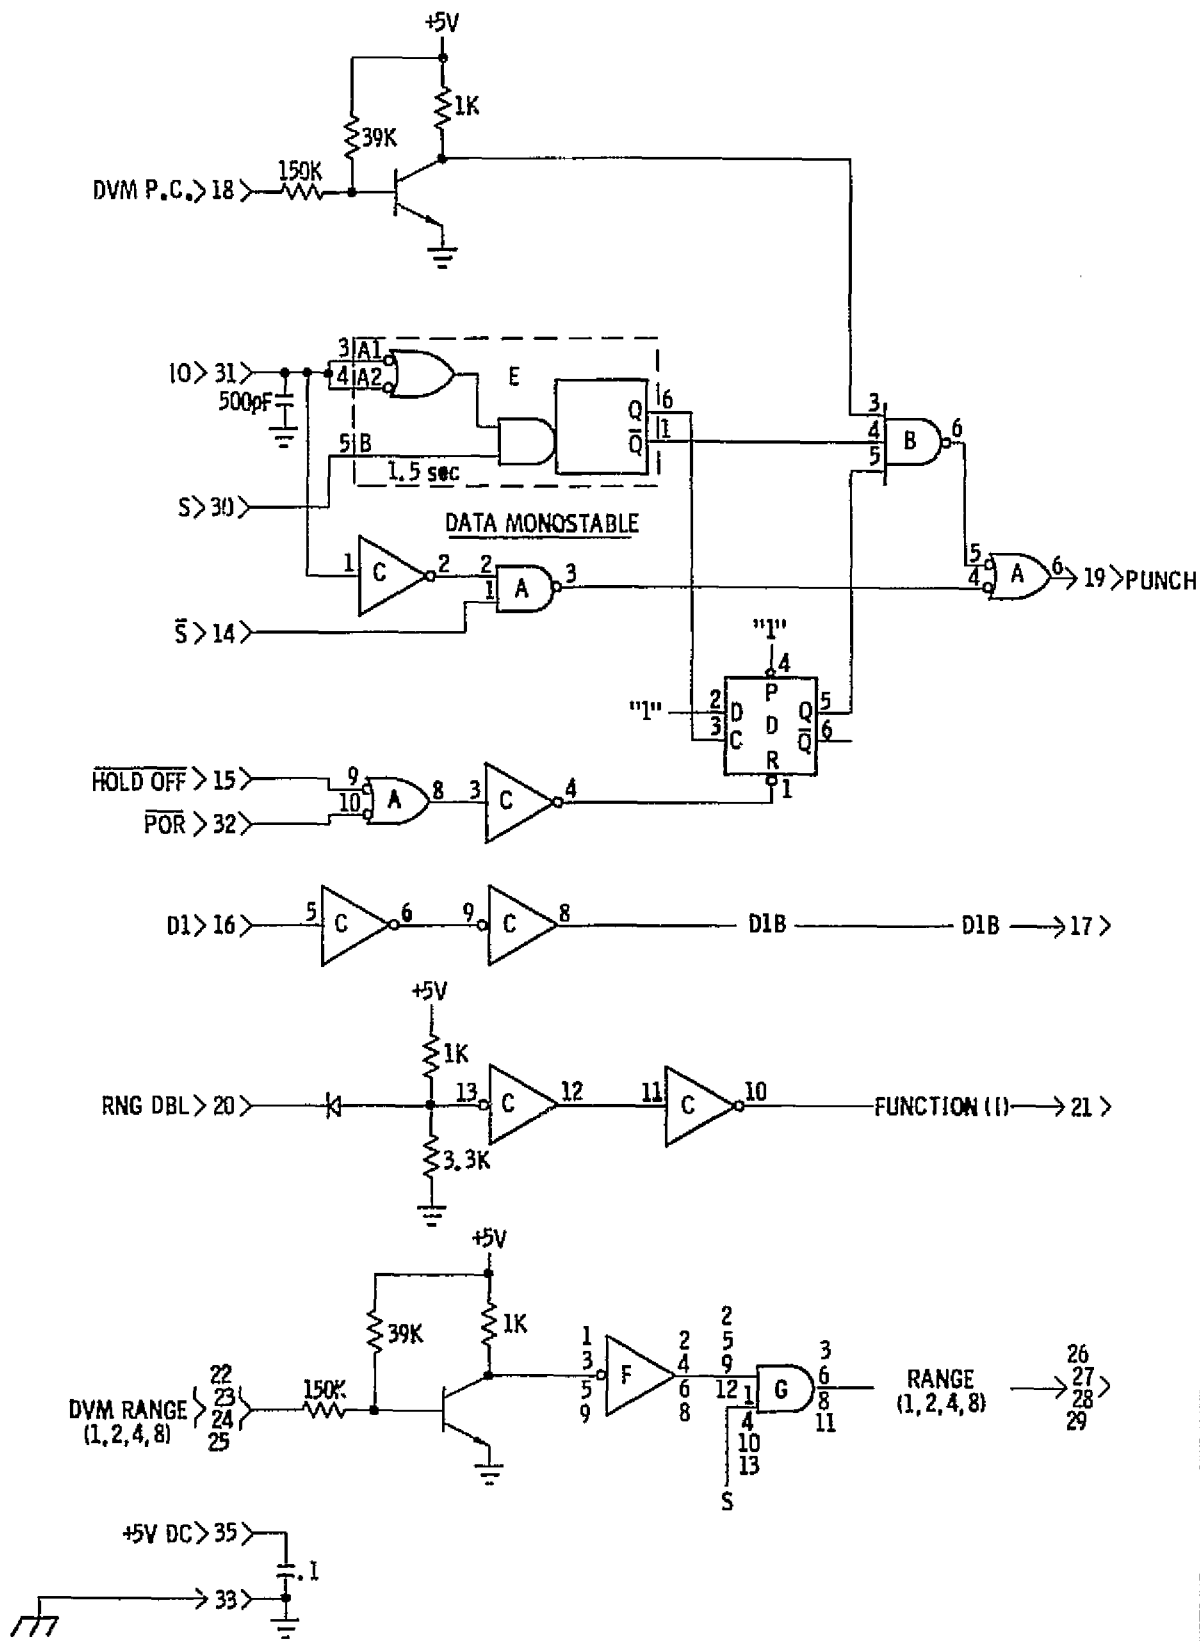 +5V
1K
39K
150K
DVM P.C. 18
3
IO 31
3 A1
4 A2
E
500pF
Q 6
Q̅ 1
4
B
6
5
5 B
1.5 sec
S 30
DATA MONOSTABLE
1 C 2
2
1 A 3
5
4 A 6
19 PUNCH
S̅ 14
"1"
4
P
"1"
2 D D Q 5
3 C Q̅ 6
R
1
H̅O̅L̅D̅ O̅F̅F̅ 15
9
10 A 8
3 C 4
P̅O̅R̅ 32
D1 16
5 C 6
9 C 8
D1B
D1B
17
+5V
1K
RNG DBL 20
13 C 12
11 C 10
FUNCTION (I)
21
3.3K
+5V
39K
1K
DVM RANGE
(1, 2, 4, 8)
22
23
24
25
150K
1
3
5
9
F
2
4
6
8
2
5
9
12
1
4
10
13
G
3
6
8
11
S
RANGE
(1, 2, 4, 8)
26
27
28
29
+5V DC 35
.1
33